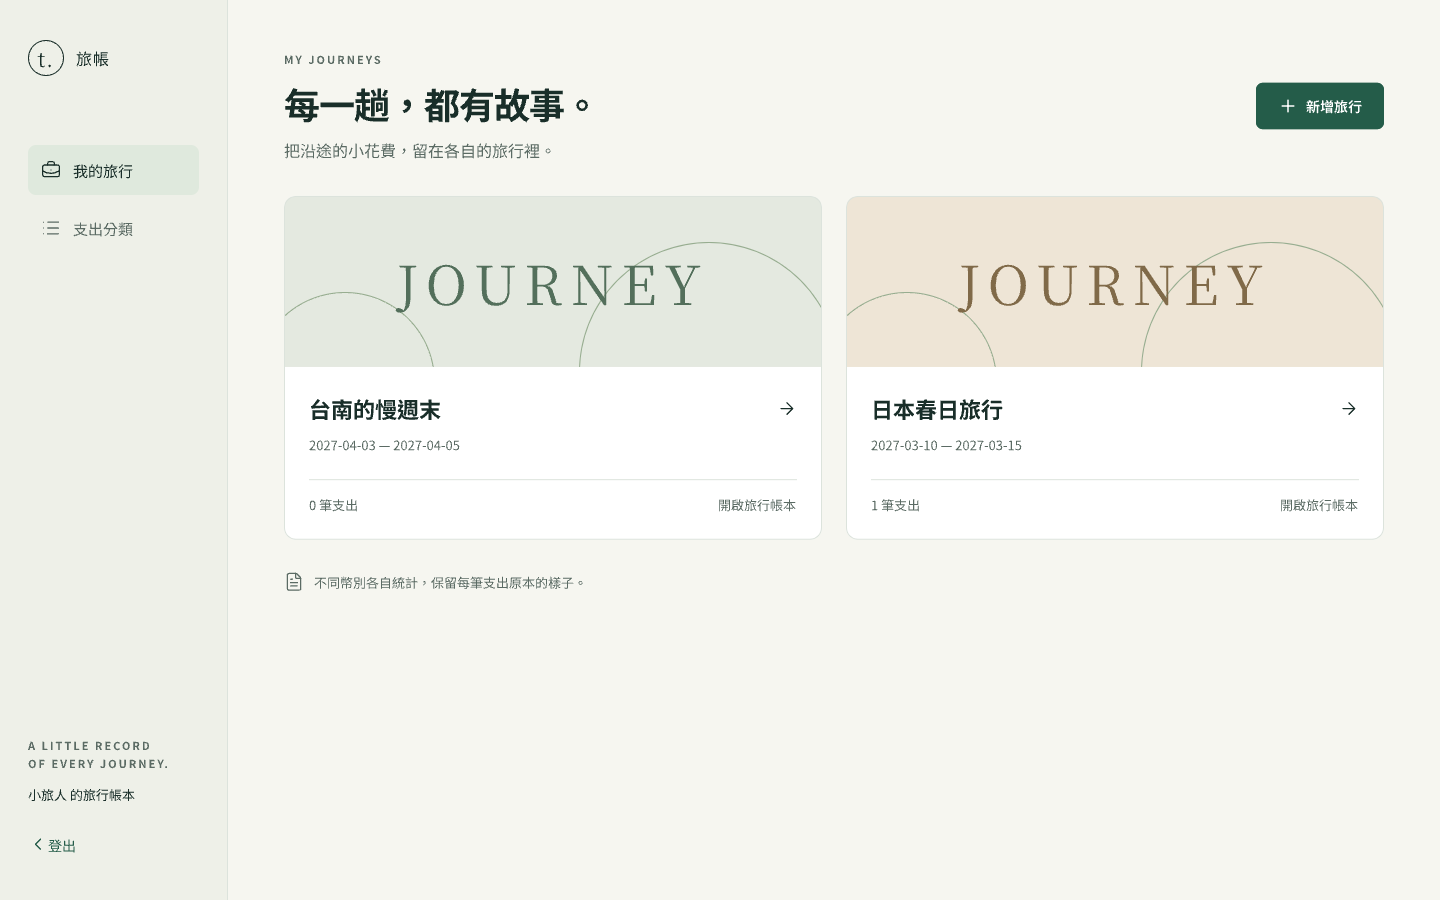 t. 旅帳
我的旅行
支出分類
A LITTLE RECORD
OF EVERY JOURNEY.
小旅人 的旅行帳本
登出
MY JOURNEYS
每一趟，都有故事。
把沿途的小花費，留在各自的旅行裡。
新增旅行
JOURNEY
台南的慢週末
2027-04-03 — 2027-04-05
0 筆支出
開啟旅行帳本
JOURNEY
日本春日旅行
2027-03-10 — 2027-03-15
1 筆支出
開啟旅行帳本
不同幣別各自統計，保留每筆支出原本的樣子。